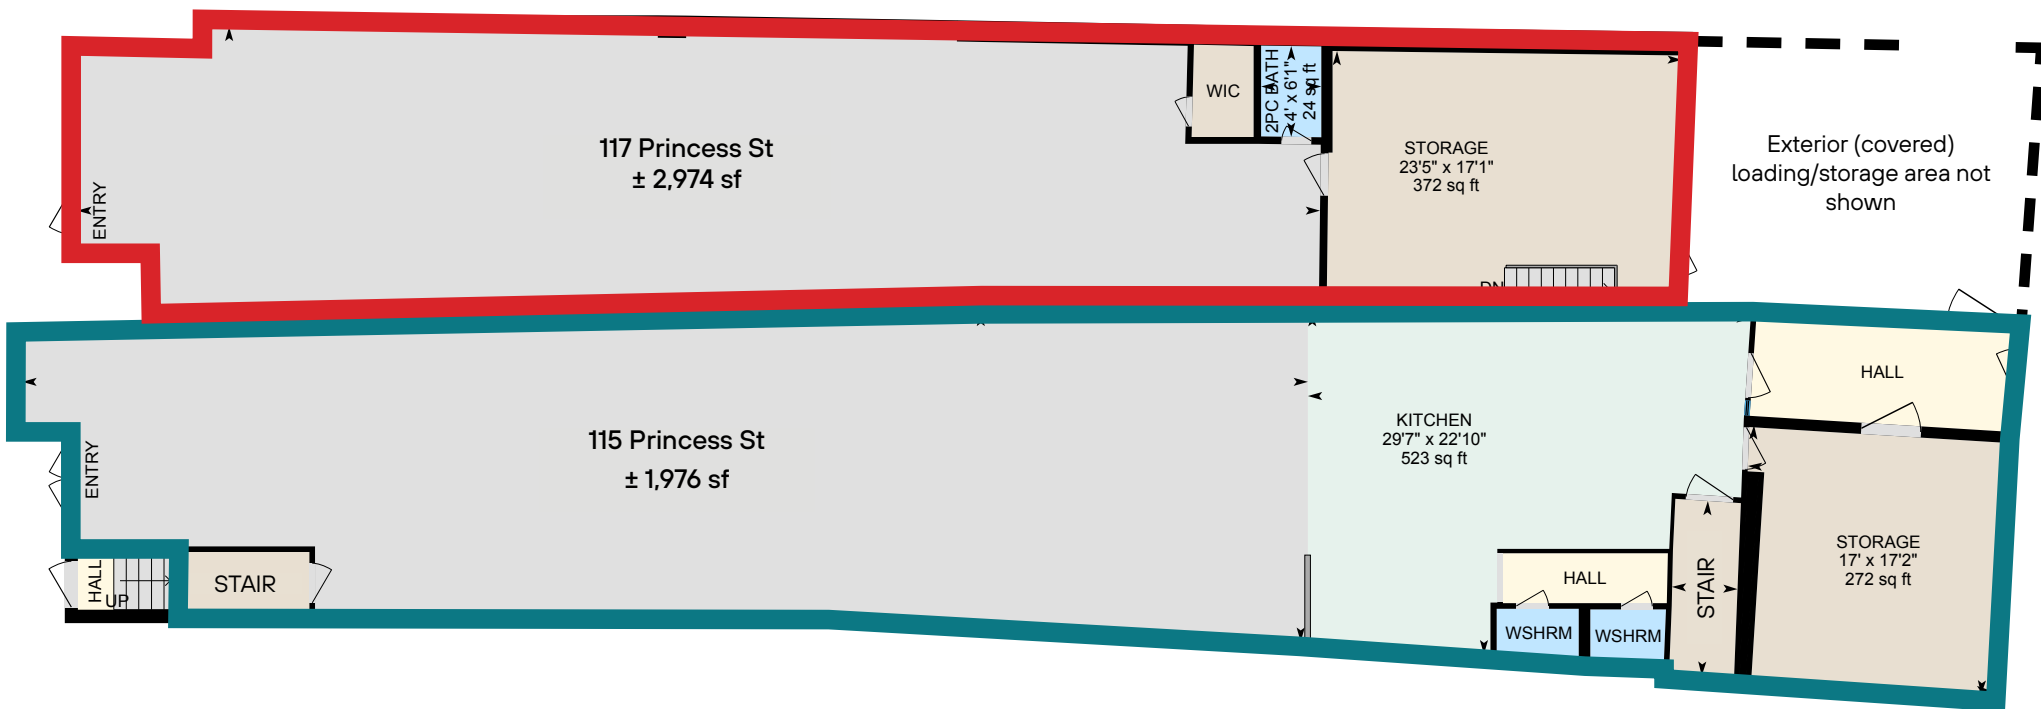 117 Princess St
± 2,974 sf
ENTRY
WIC
2PC BATH
4' x 6'1"
24 sq ft
STORAGE
23'5" x 17'1"
372 sq ft
DN
Exterior (covered)
loading/storage area not
shown
115 Princess St
± 1,976 sf
ENTRY
HALL
UP
STAIR
KITCHEN
29'7" x 22'10"
523 sq ft
HALL
WSHRM
WSHRM
STAIR
HALL
STORAGE
17' x 17'2"
272 sq ft